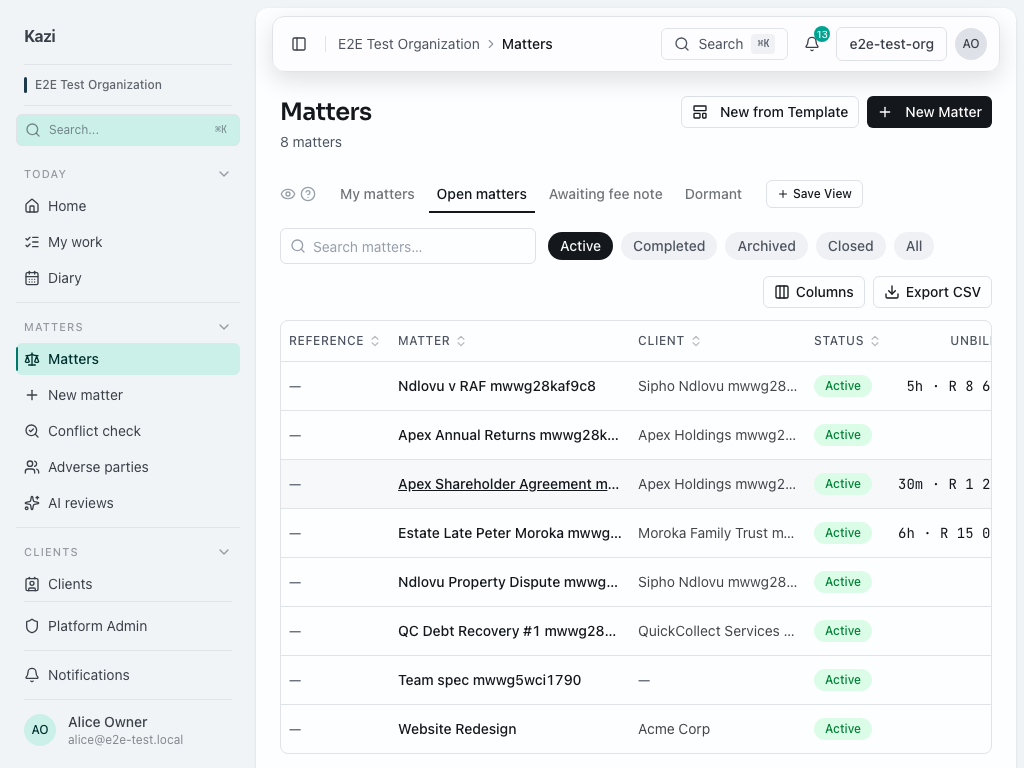 Kazi
E2E Test Organization
Search... ⌘K
TODAY
Home
My work
Diary
MATTERS
Matters
New matter
Conflict check
Adverse parties
AI reviews
CLIENTS
Clients
Platform Admin
Notifications
AO Alice Owner
alice@e2e-test.local
E2E Test Organization > Matters
Search ⌘K
13
e2e-test-org
AO
Matters
8 matters
New from Template
+ New Matter
My matters
Open matters
Awaiting fee note
Dormant
+ Save View
Search matters...
Active
Completed
Archived
Closed
All
Columns
Export CSV
REFERENCE MATTER CLIENT STATUS UNBIL
— Ndlovu v RAF mwwg28kaf9c8 Sipho Ndlovu mwwg28... Active 5h · R 8 6
— Apex Annual Returns mwwg28k... Apex Holdings mwwg2... Active
— Apex Shareholder Agreement m... Apex Holdings mwwg2... Active 30m · R 1 2
— Estate Late Peter Moroka mwwg... Moroka Family Trust m... Active 6h · R 15 0
— Ndlovu Property Dispute mwwg... Sipho Ndlovu mwwg28... Active
— QC Debt Recovery #1 mwwg28... QuickCollect Services ... Active
— Team spec mwwg5wci1790 — Active
— Website Redesign Acme Corp Active